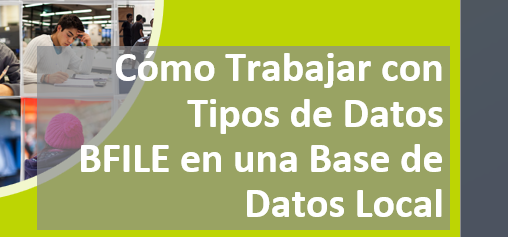 Cómo Trabajar con
Tipos de Datos
BFILE en una Base de
Datos Local